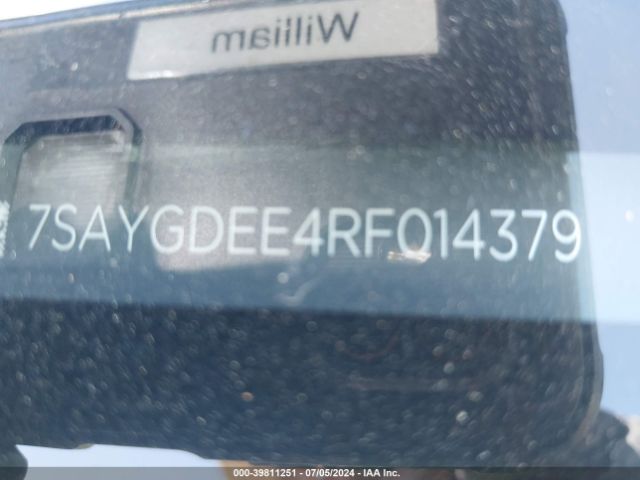 William
7SAYGDEE4RF014379
000-39811251 - 07/05/2024 - IAA Inc.